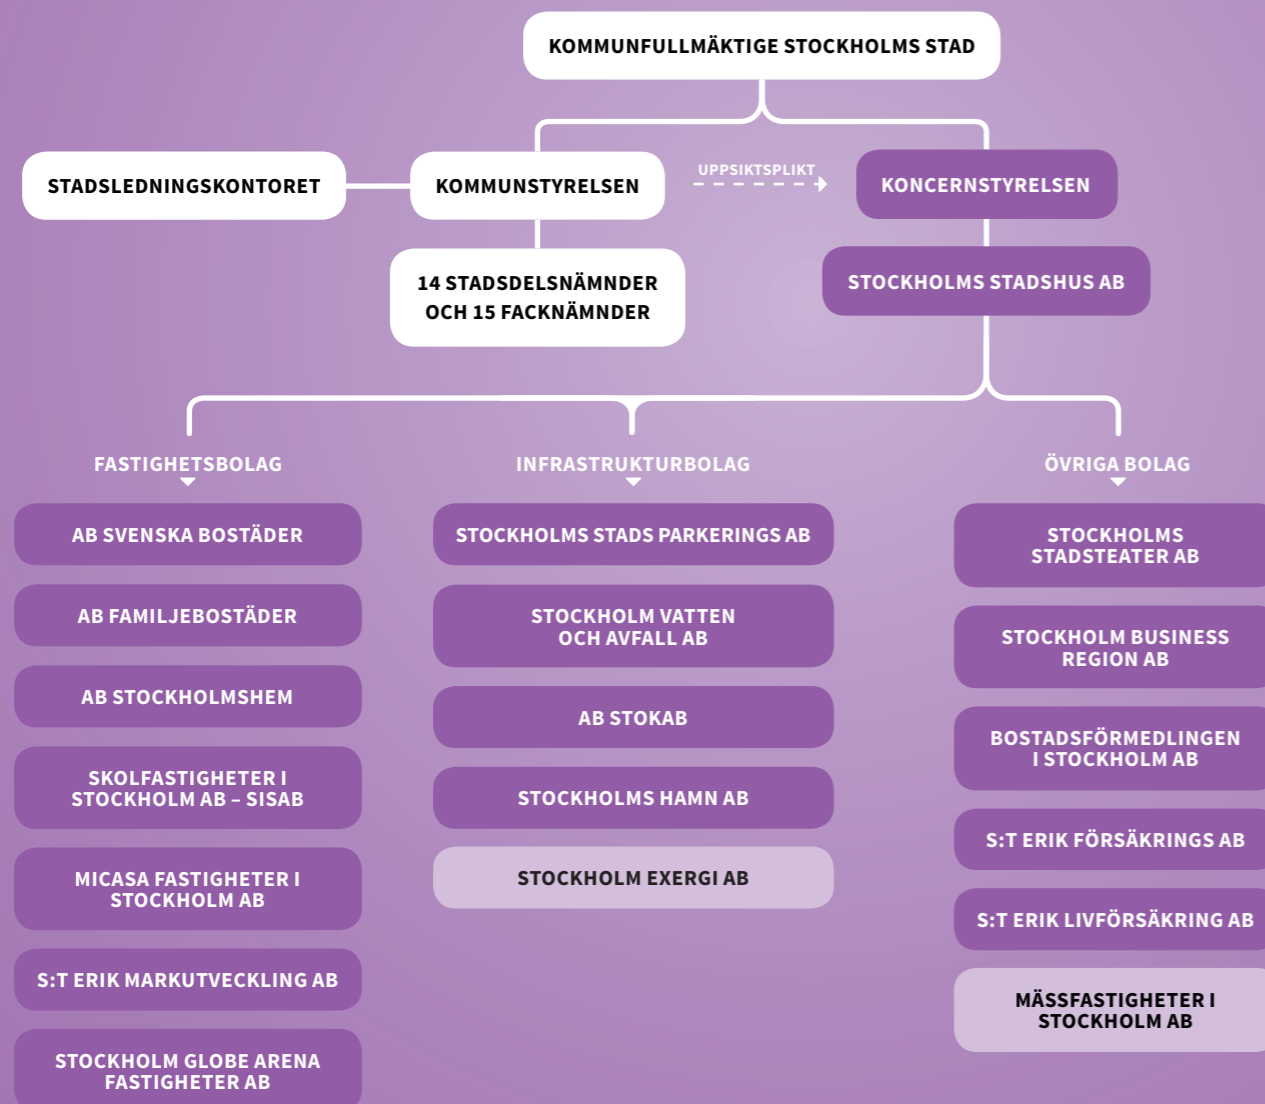 KOMMUNFULLMÄKTIGE STOCKHOLMS STAD
STADSLEDNINGSKONTORET
KOMMUNSTYRELSEN
UPPSIKTSPLIKT
KONCERNSTYRELSEN
14 STADSDELSNÄMNDER
OCH 15 FACKNÄMNDER
STOCKHOLMS STADSHUS AB
FASTIGHETSBOLAG
AB SVENSKA BOSTÄDER
AB FAMILJEBOSTÄDER
AB STOCKHOLMSHEM
SKOLFASTIGHETER I
STOCKHOLM AB – SISAB
MICASA FASTIGHETER I
STOCKHOLM AB
S:T ERIK MARKUTVECKLING AB
STOCKHOLM GLOBE ARENA
FASTIGHETER AB
INFRASTRUKTURBOLAG
STOCKHOLMS STADS PARKERINGS AB
STOCKHOLM VATTEN
OCH AVFALL AB
AB STOKAB
STOCKHOLMS HAMN AB
STOCKHOLM EXERGI AB
ÖVRIGA BOLAG
STOCKHOLMS
STADSTEATER AB
STOCKHOLM BUSINESS
REGION AB
BOSTADSFÖRMEDLINGEN
I STOCKHOLM AB
S:T ERIK FÖRSÄKRINGS AB
S:T ERIK LIVFÖRSÄKRING AB
MÄSSFASTIGHETER I
STOCKHOLM AB